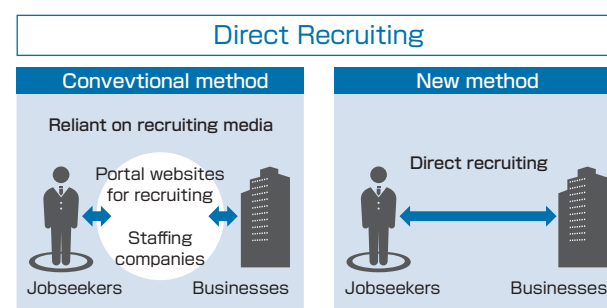 Direct Recruiting
Convevtional method
Reliant on recruiting media
Portal websites
for recruiting
Staffing
companies
Jobseekers
Businesses
New method
Direct recruiting
Jobseekers
Businesses